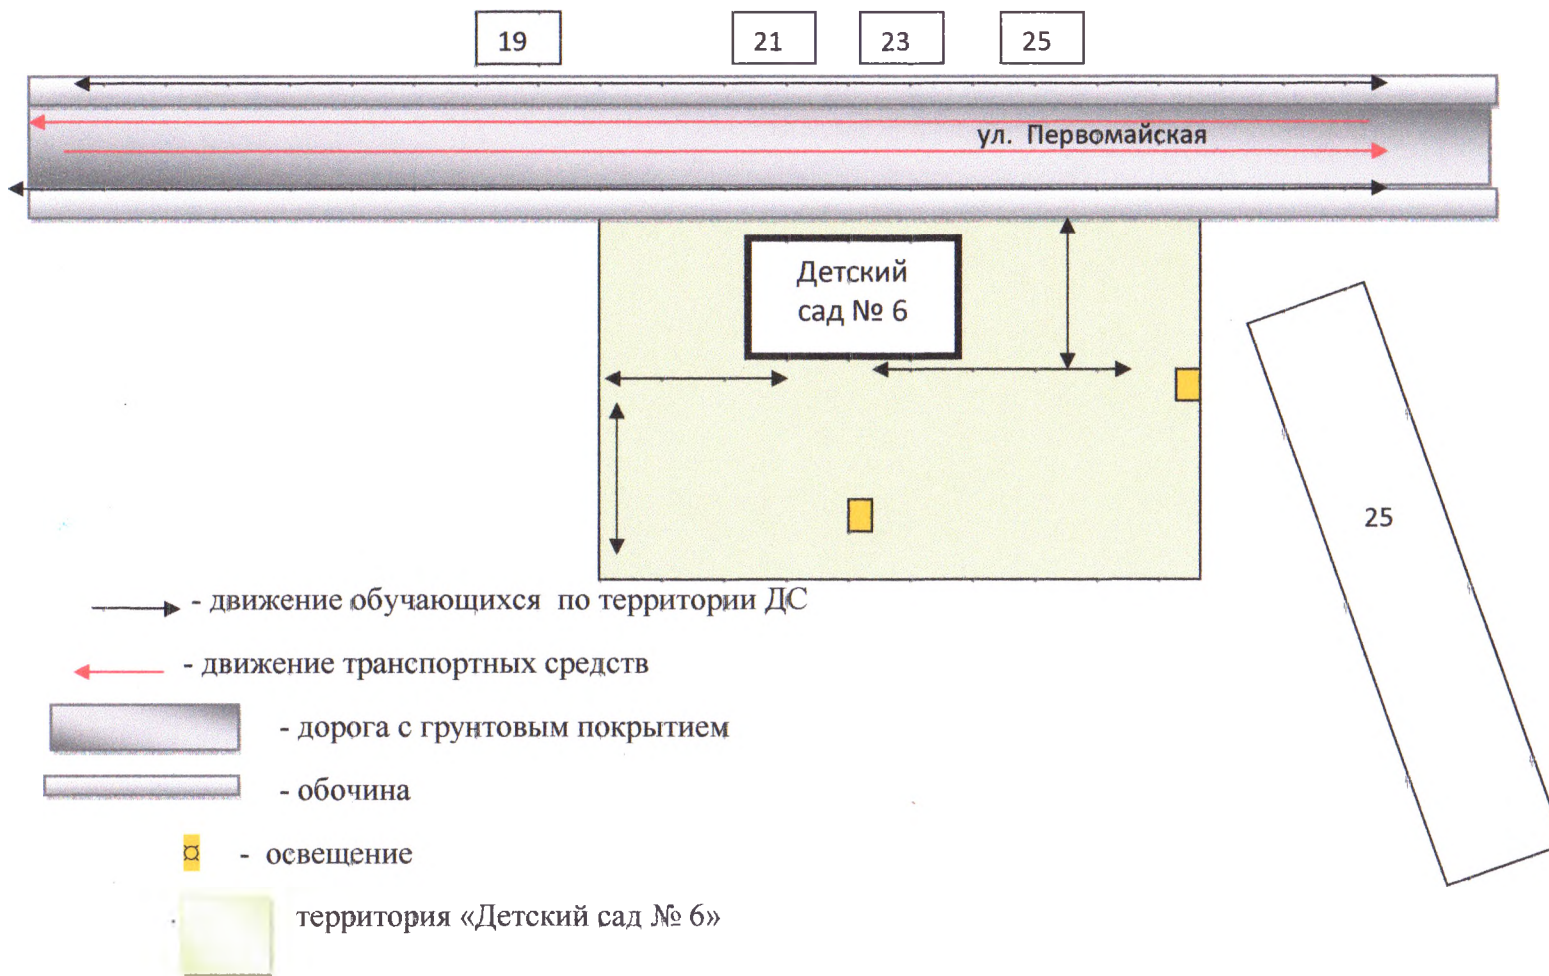 19
21
23
25
ул. Первомайская
Детский
сад № 6
25
- движение обучающихся по территории ДС
- движение транспортных средств
- дорога с грунтовым покрытием
- обочина
¤ - освещение
территория «Детский сад № 6»